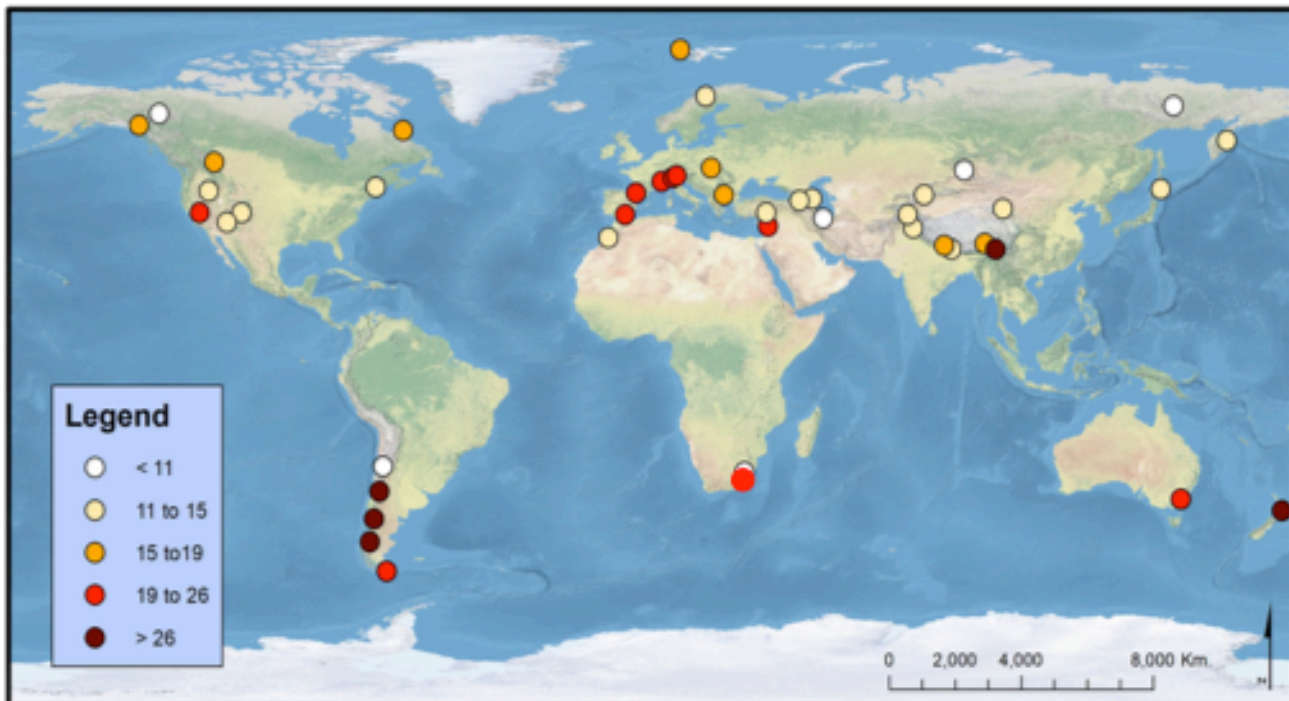 Legend
< 11
11 to 15
15 to19
19 to 26
> 26
0 2,000 4,000 8,000 Km.
N